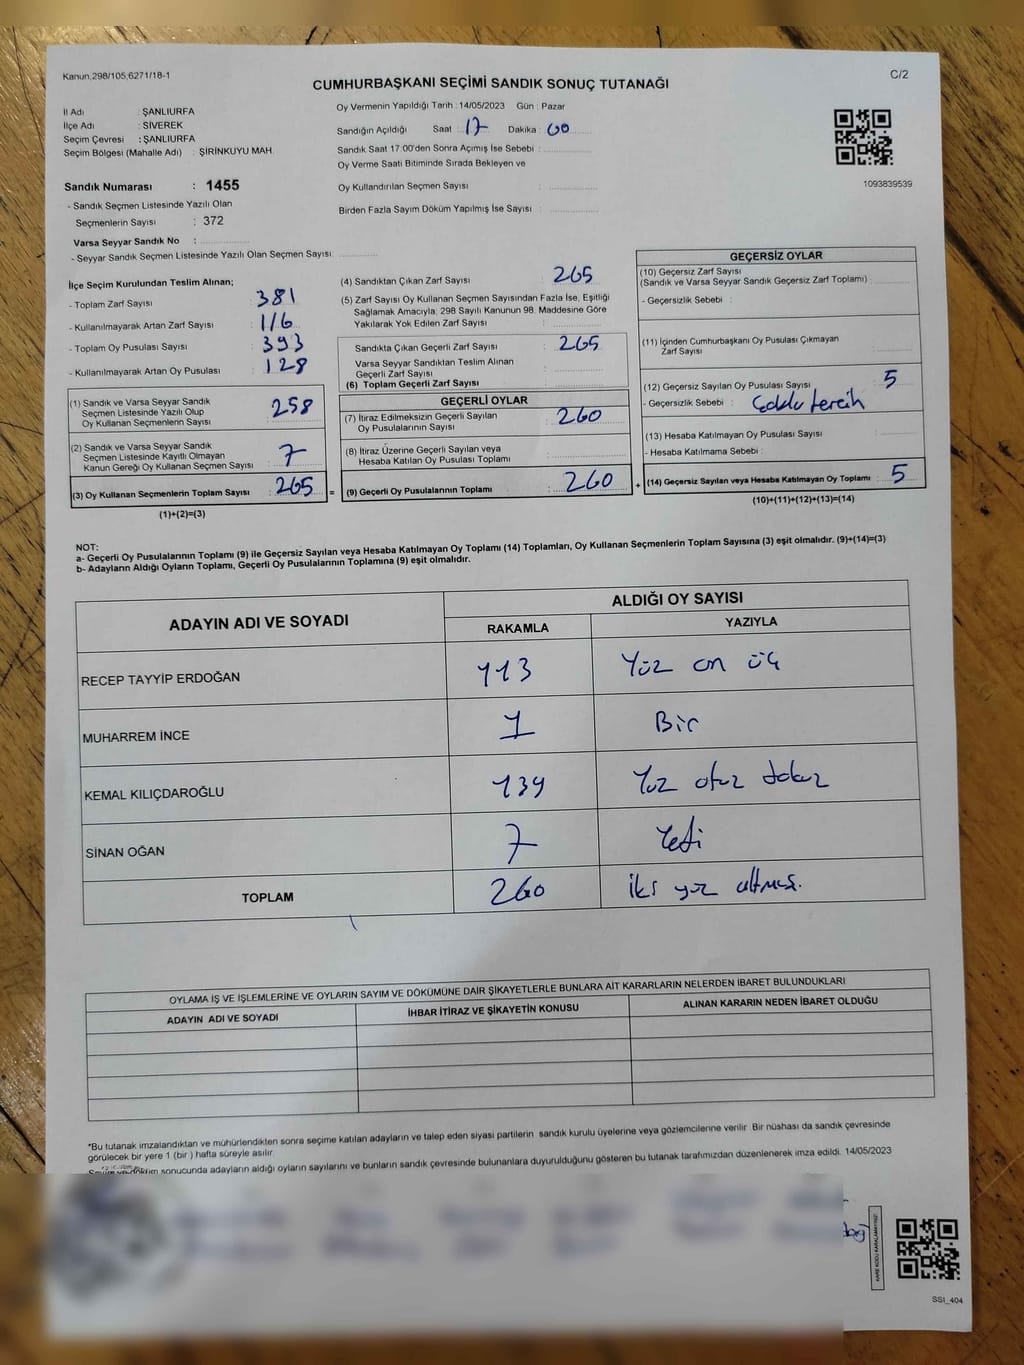 Kanun,298/105,6271/18-1
C/2
CUMHURBAŞKANI SEÇİMİ SANDIK SONUÇ TUTANAĞI
İl Adı : ŞANLIURFA
İlçe Adı : SİVEREK
Seçim Çevresi : ŞANLIURFA
Seçim Bölgesi (Mahalle Adı) : ŞİRİNKUYU MAH.
Sandık Numarası : 1455
- Sandık Seçmen Listesinde Yazılı Olan
Seçmenlerin Sayısı : 372
Varsa Seyyar Sandık No :
- Seyyar Sandık Seçmen Listesinde Yazılı Olan Seçmen Sayısı:
Oy Vermenin Yapıldığı Tarih : 14/05/2023 Gün : Pazar
Sandığın Açıldığı Saat : 17 Dakika : 00
Sandık Saat 17:00'den Sonra Açımış İse Sebebi :
Oy Verme Saati Bitiminde Sırada Bekleyen ve
Oy Kullandırılan Seçmen Sayısı :
Birden Fazla Sayım Döküm Yapılmış İse Sayısı :
1093839539
İlçe Seçim Kurulundan Teslim Alınan;
- Toplam Zarf Sayısı : 381
- Kullanılmayarak Artan Zarf Sayısı : 116
- Toplam Oy Pusulası Sayısı : 393
- Kullanılmayarak Artan Oy Pusulası : 128
(1) Sandık ve Varsa Seyyar Sandık
Seçmen Listesinde Yazılı Olup
Oy Kullanan Seçmenlerin Sayısı : 258
(2) Sandık ve Varsa Seyyar Sandık
Seçmen Listesinde Kayıtlı Olmayan
Kanun Gereği Oy Kullanan Seçmen Sayısı : 7
(3) Oy Kullanan Seçmenlerin Toplam Sayısı : 265 =
(1)+(2)=(3)
(4) Sandıktan Çıkan Zarf Sayısı : 265
(5) Zarf Sayısı Oy Kullanan Seçmen Sayısından Fazla İse, Eşitliği
Sağlamak Amacıyla, 298 Sayılı Kanunun 98. Maddesine Göre
Yakılarak Yok Edilen Zarf Sayısı :
Sandıkta Çıkan Geçerli Zarf Sayısı : 265
Varsa Seyyar Sandıktan Teslim Alınan
Geçerli Zarf Sayısı :
(6) Toplam Geçerli Zarf Sayısı :
GEÇERLİ OYLAR
(7) İtiraz Edilmeksizin Geçerli Sayılan
Oy Pusulalarının Sayısı : 260
(8) İtiraz Üzerine Geçerli Sayılan veya
Hesaba Katılan Oy Pusulası Toplamı :
(9) Geçerli Oy Pusulalarının Toplamı : 260 +
GEÇERSİZ OYLAR
(10) Geçersiz Zarf Sayısı
(Sandık ve Varsa Seyyar Sandık Geçersiz Zarf Toplamı) :
- Geçersizlik Sebebi :
(11) İçinden Cumhurbaşkanı Oy Pusulası Çıkmayan
Zarf Sayısı :
(12) Geçersiz Sayılan Oy Pusulası Sayısı : 5
- Geçersizlik Sebebi : Çoklu tercih
(13) Hesaba Katılmayan Oy Pusulası Sayısı :
- Hesaba Katılmama Sebebi :
(14) Geçersiz Sayılan veya Hesaba Katılmayan Oy Toplamı : 5
(10)+(11)+(12)+(13)=(14)
NOT:
a- Geçerli Oy Pusulalarının Toplamı (9) ile Geçersiz Sayılan veya Hesaba Katılmayan Oy Toplamı (14) Toplamları, Oy Kullanan Seçmenlerin Toplam Sayısına (3) eşit olmalıdır. (9)+(14)=(3)
b- Adayların Aldığı Oyların Toplamı, Geçerli Oy Pusulalarının Toplamına (9) eşit olmalıdır.
ADAYIN ADI VE SOYADI ALDIĞI OY SAYISI
RAKAMLA YAZIYLA
RECEP TAYYİP ERDOĞAN 113 Yüz on üç
MUHARREM İNCE 1 Bir
KEMAL KILIÇDAROĞLU 139 Yüz otuz dokuz
SİNAN OĞAN 7 Yedi
TOPLAM 260 iki yüz altmış.
OYLAMA İŞ VE İŞLEMLERİNE VE OYLARIN SAYIM VE DÖKÜMÜNE DAİR ŞİKAYETLERLE BUNLARA AİT KARARLARIN NELERDEN İBARET BULUNDUKLARI
ADAYIN ADI VE SOYADI İHBAR İTİRAZ VE ŞİKAYETİN KONUSU ALINAN KARARIN NEDEN İBARET OLDUĞU
*Bu tutanak imzalandıktan ve mühürlendikten sonra seçime katılan adayların ve talep eden siyasi partilerin sandık kurulu üyelerine veya gözlemcilerine verilir. Bir nüshası da sandık çevresinde
görülecek bir yere 1 (bir ) hafta süreyle asılır.
döküm sonucunda adayların aldığı oyların sayılarını ve bunların sandık çevresinde bulunanlara duyurulduğunu gösteren bu tutanak tarafımızdan düzenlenerek imza edildi. 14/05/2023
KARE KODU KARALAMAYINIZ!
SSI_404